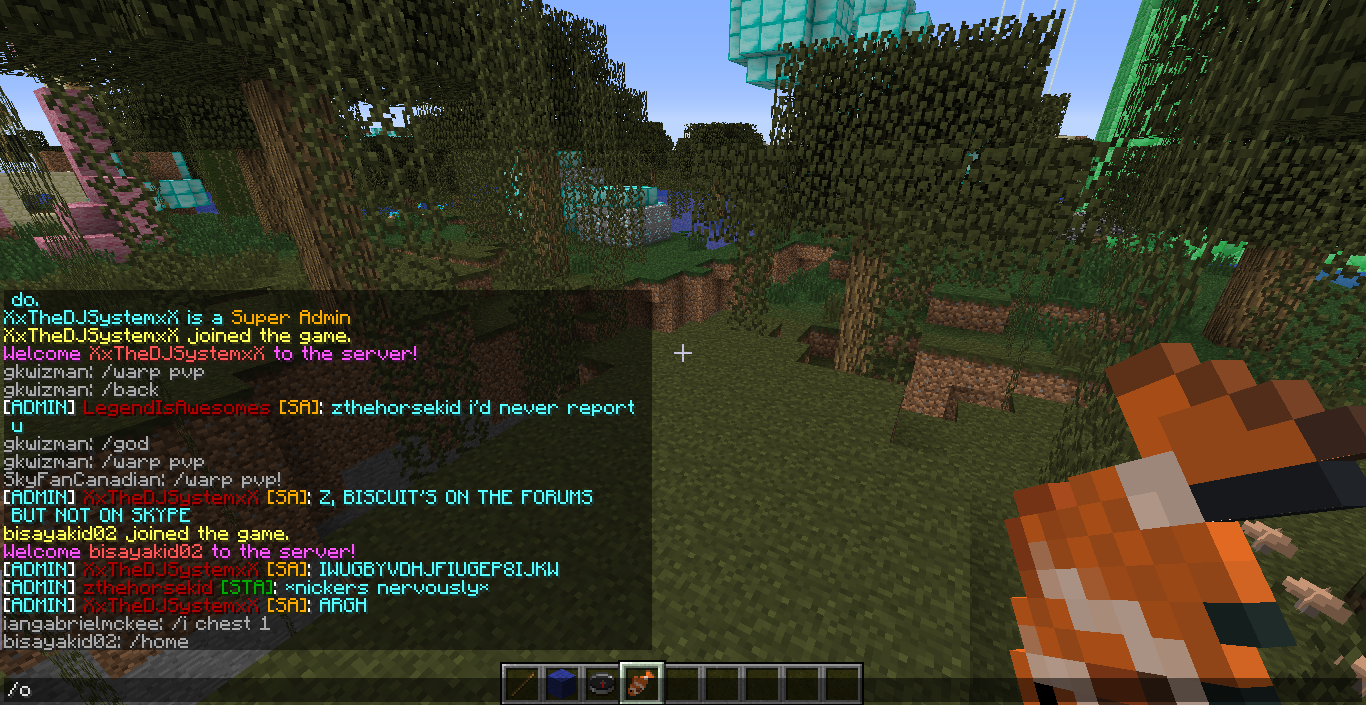 do.
XxTheDJSystemxX is a Super Admin
XxTheDJSystemxX joined the game.
Welcome XxTheDJSystemxX to the server!
gkwizman: /warp pvp
gkwizman: /back
[ADMIN] LegendIsAwesomes [SA]: zthehorsekid i'd never report
u
gkwizman: /god
gkwizman: /warp pvp
SkyFanCanadian: /warp pvp!
[ADMIN] XxTheDJSystemxX [SA]: Z, BISCUIT'S ON THE FORUMS
BUT NOT ON SKYPE
bisayakid02 joined the game.
Welcome bisayakid02 to the server!
[ADMIN] XxTheDJSystemxX [SA]: IWUGBYVDHJFIUGEP8IJKW
[ADMIN] zthehorsekid [STA]: *nickers nervously*
[ADMIN] XxTheDJSystemxX [SA]: ARGH
iangabrielmckee: /i chest 1
bisayakid02: /home
/o